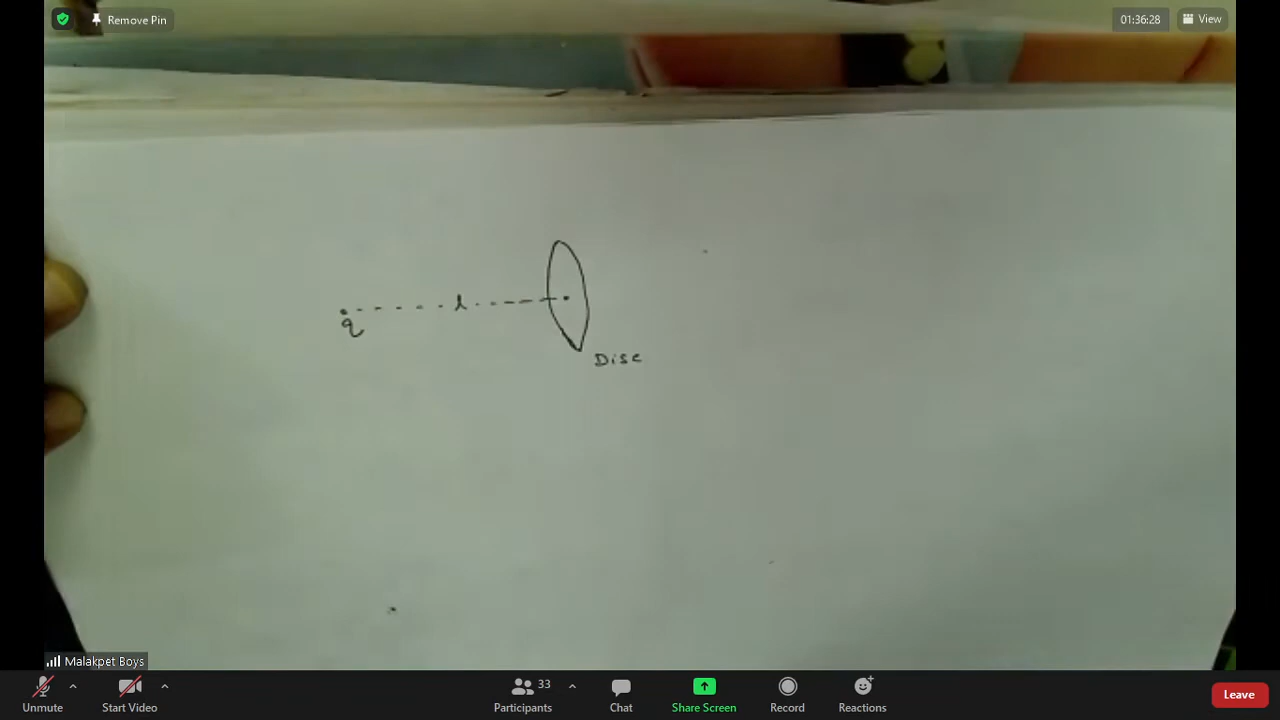 Remove Pin
01:36:28
View
l
q
Disc
Malakpet Boys
Unmute
Start Video
Participants
33
Chat
Share Screen
Record
Reactions
Leave